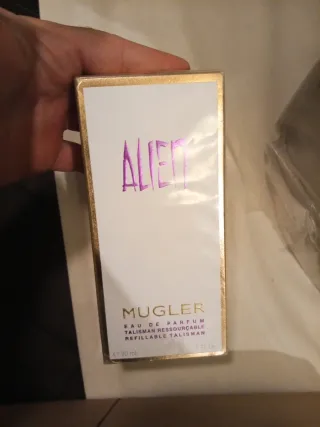 ALIEN
MUGLER
EAU DE PARFUM
TALISMAN RESSOURÇABLE
REFILLABLE TALISMAN